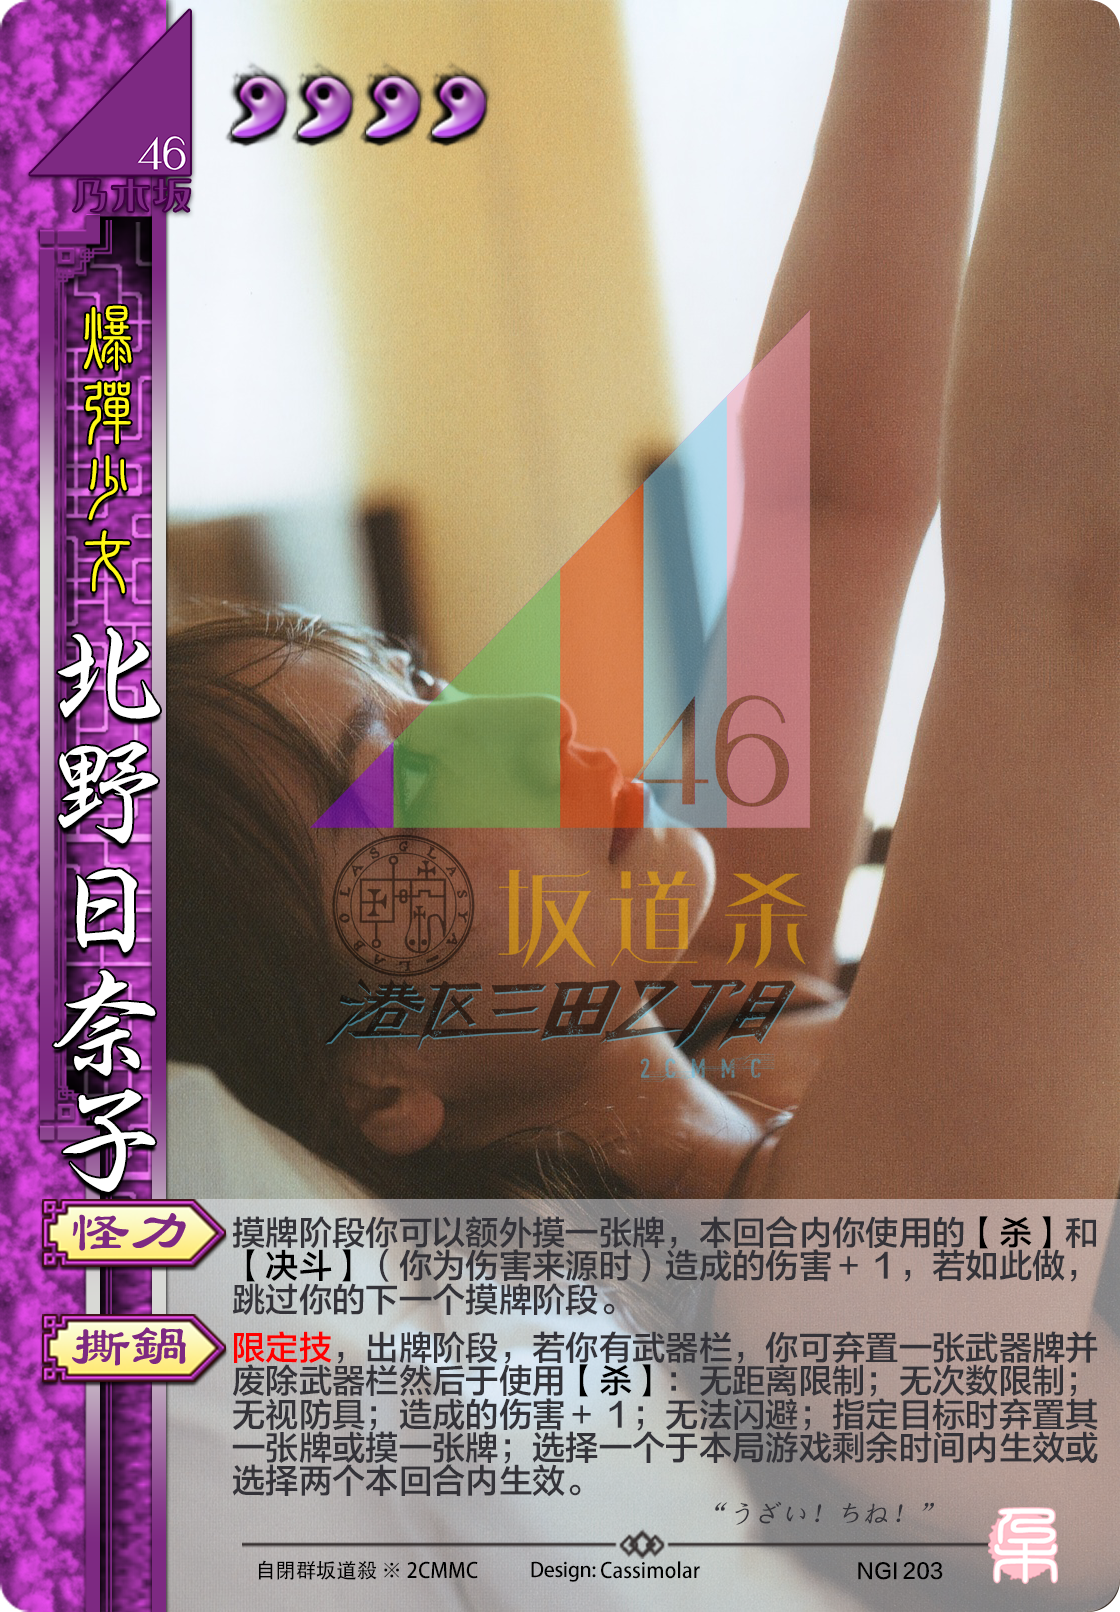 46
乃木坂
爆彈少女
北野日奈子
46
GLASYA-LABOLAS
坂道杀
港区三田乙丁目
2CMMC
怪力
摸牌阶段你可以额外摸一张牌，本回合内你使用的【杀】和
【决斗】（你为伤害来源时）造成的伤害＋１，若如此做，
跳过你的下一个摸牌阶段。
撕鍋
限定技，出牌阶段，若你有武器栏，你可弃置一张武器牌并
废除武器栏然后于使用【杀】：无距离限制；无次数限制；
无视防具；造成的伤害＋１；无法闪避；指定目标时弃置其
一张牌或摸一张牌；选择一个于本局游戏剩余时间内生效或
选择两个本回合内生效。
“うざい！ちね！”
自閉群坂道殺 ※ 2CMMC
Design: Cassimolar
NGI 203